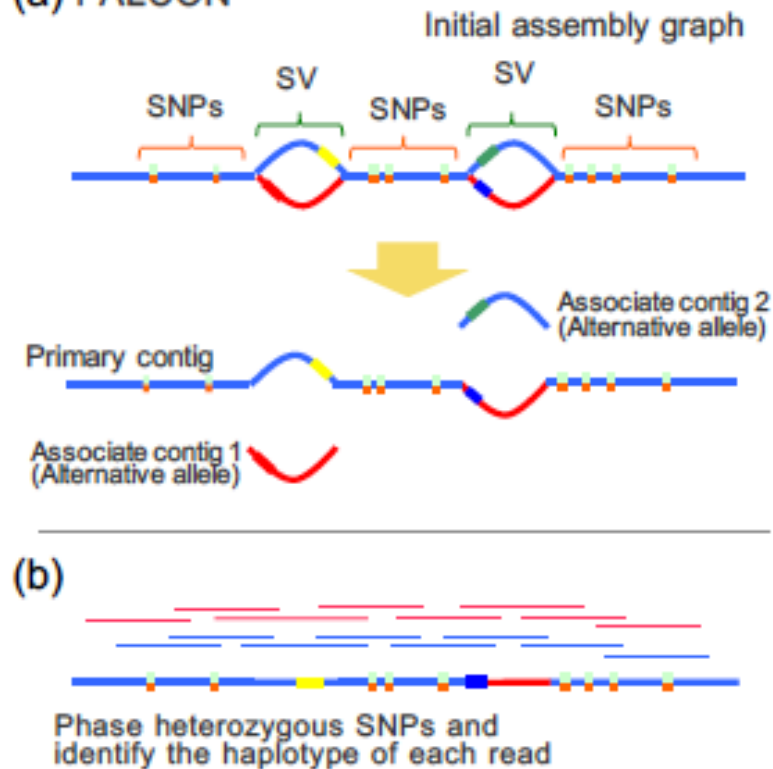 (a) FALCON
Initial assembly graph
SV
SV
SNPs
SNPs
SNPs
Associate contig 2
(Alternative allele)
Primary contig
Associate contig 1
(Alternative allele)
(b)
Phase heterozygous SNPs and
identify the haplotype of each read